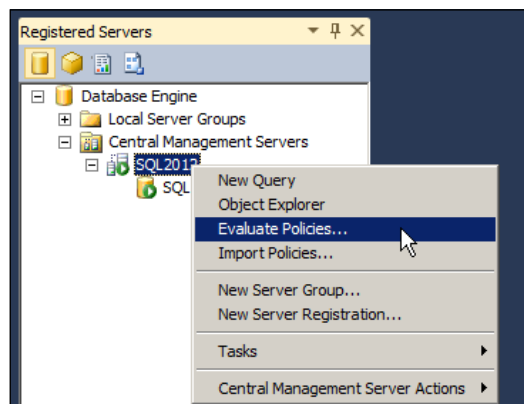 Registered Servers
Database Engine
Local Server Groups
Central Management Servers
SQL2012
SQL
New Query
Object Explorer
Evaluate Policies...
Import Policies...
New Server Group...
New Server Registration...
Tasks
Central Management Server Actions